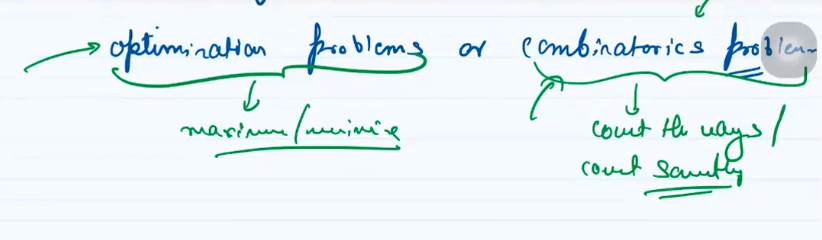 optimization problems or combinatorics problem
maximum/minimize
count the ways/
count something